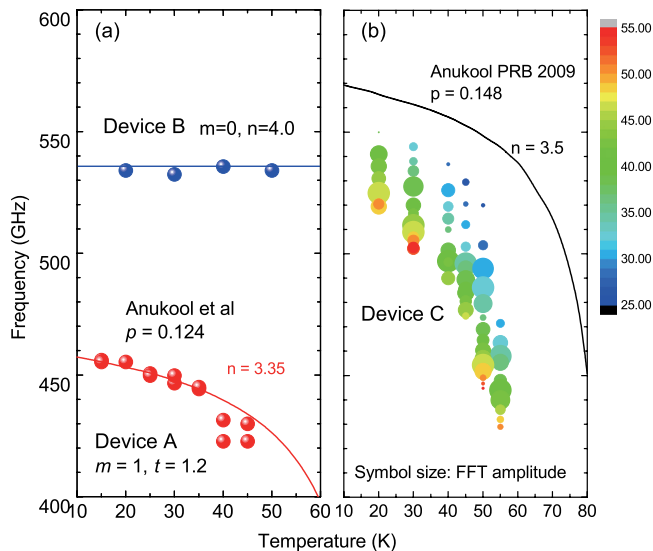 600
550
500
450
400
Frequency (GHz)
(a)
Device B m=0, n=4.0
Anukool et al
p = 0.124
n = 3.35
Device A
m = 1, t = 1.2
10 20 30 40 50 60
(b)
Anukool PRB 2009
p = 0.148
n = 3.5
Device C
Symbol size: FFT amplitude
10 20 30 40 50 60 70 80
Temperature (K)
55.00
50.00
45.00
40.00
35.00
30.00
25.00